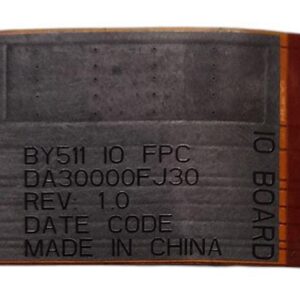 BY511 IO FPC
DA30000FJ30
REV: 1.0
DATE CODE
MADE IN CHINA
IO BOARD